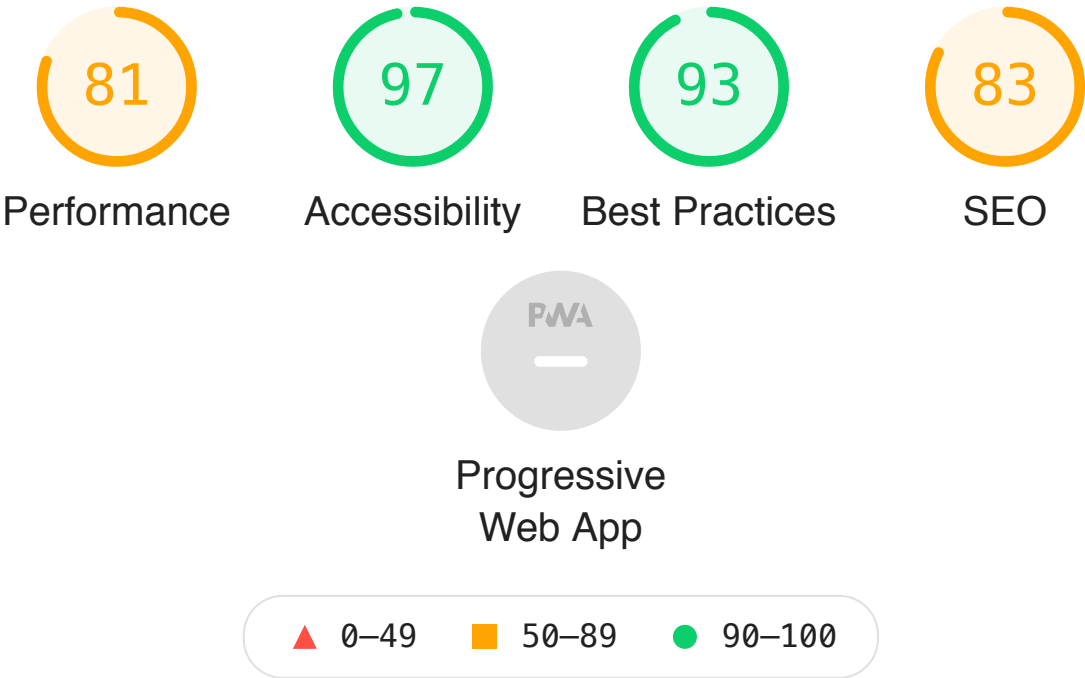 81
97
93
83
Performance
Accessibility
Best Practices
SEO
PWA
Progressive
Web App
0–49
50–89
90–100